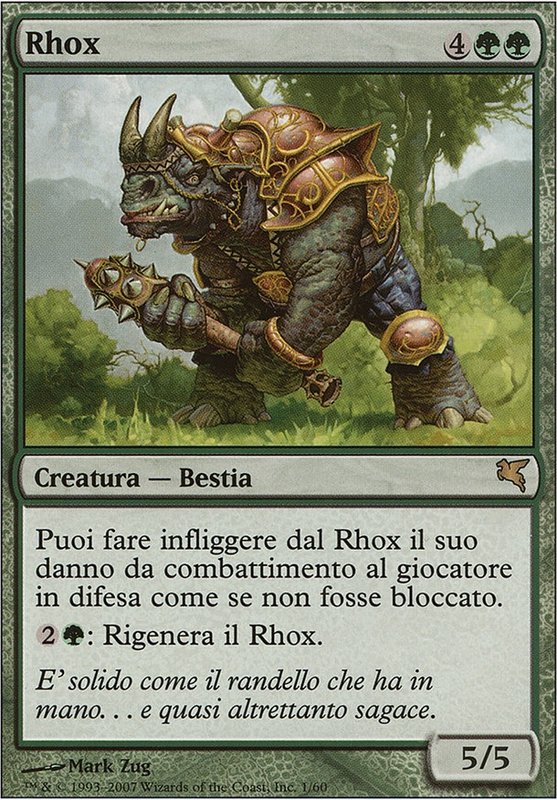 Rhox 4
Creatura — Bestia
Puoi fare infliggere dal Rhox il suo
danno da combattimento al giocatore
in difesa come se non fosse bloccato.
2 : Rigenera il Rhox.
E' solido come il randello che ha in
mano. . . e quasi altrettanto sagace.
5/5
Mark Zug
™ & © 1993-2007 Wizards of the Coast, Inc. 1/60